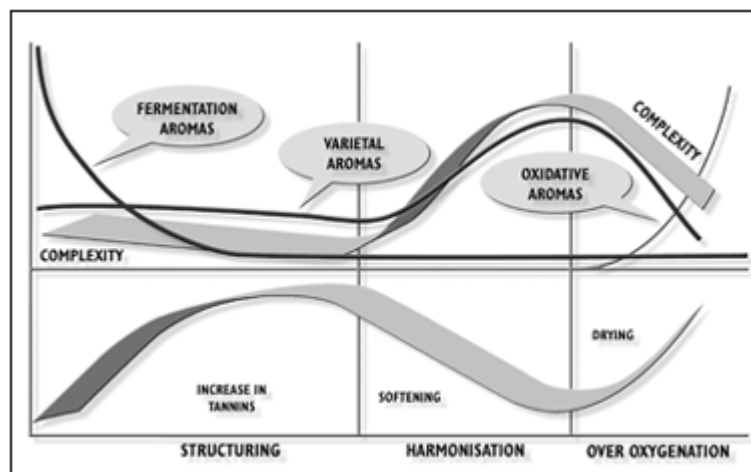 FERMENTATION
AROMAS
VARIETAL
AROMAS
OXIDATIVE
AROMAS
COMPLEXITY
COMPLEXITY
INCREASE IN
TANNINS
SOFTENING
DRYING
STRUCTURING
HARMONISATION
OVER OXYGENATION